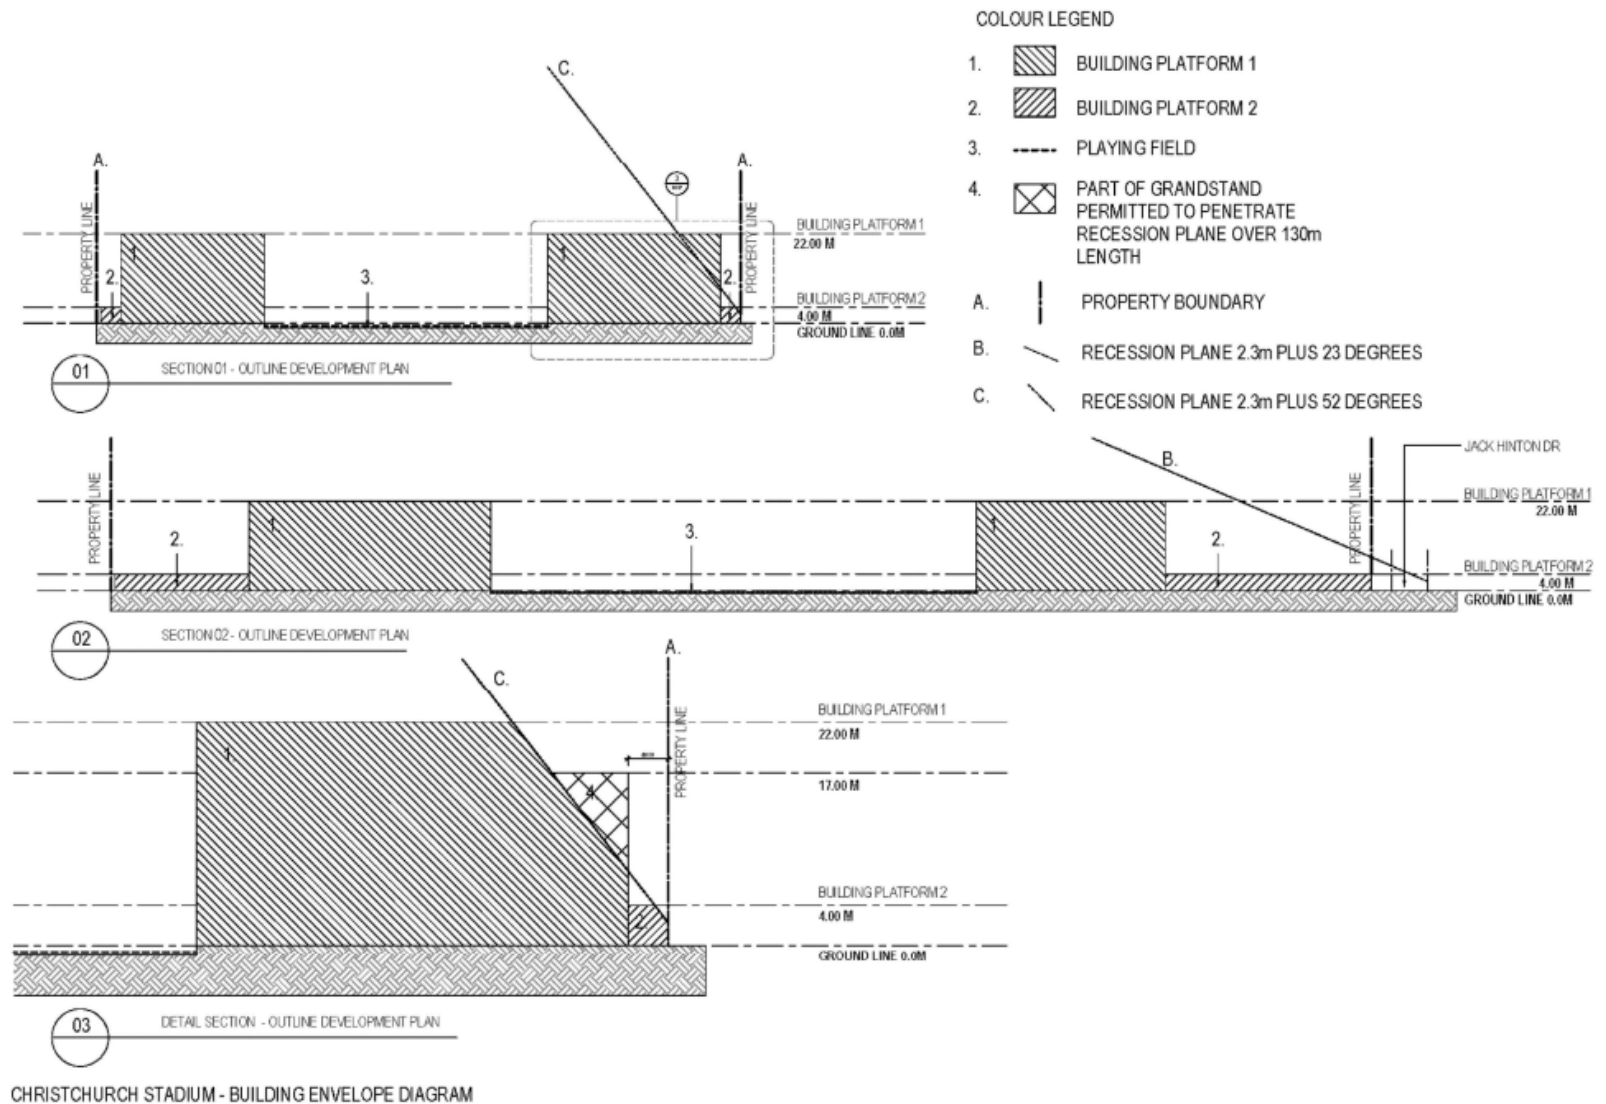 COLOUR LEGEND
1. BUILDING PLATFORM 1
2. BUILDING PLATFORM 2
3. PLAYING FIELD
4. PART OF GRANDSTAND
PERMITTED TO PENETRATE
RECESSION PLANE OVER 130m
LENGTH
A. PROPERTY BOUNDARY
B. RECESSION PLANE 2.3m PLUS 23 DEGREES
C. RECESSION PLANE 2.3m PLUS 52 DEGREES
C.
A.
A.
PROPERTY LINE
PROPERTY LINE
BUILDING PLATFORM 1
22.00 M
1.
1.
2.
3.
2.
BUILDING PLATFORM 2
4.00 M
GROUND LINE 0.0M
01
SECTION 01 - OUTLINE DEVELOPMENT PLAN
B.
JACK HINTON DR
PROPERTY LINE
PROPERTY LINE
BUILDING PLATFORM 1
22.00 M
1.
1.
2.
3.
2.
BUILDING PLATFORM 2
4.00 M
GROUND LINE 0.0M
02
SECTION 02 - OUTLINE DEVELOPMENT PLAN
A.
C.
PROPERTY LINE
BUILDING PLATFORM 1
22.00 M
1.
17.00 M
4
BUILDING PLATFORM 2
4.00 M
2.
GROUND LINE 0.0M
03
DETAIL SECTION - OUTLINE DEVELOPMENT PLAN
CHRISTCHURCH STADIUM - BUILDING ENVELOPE DIAGRAM